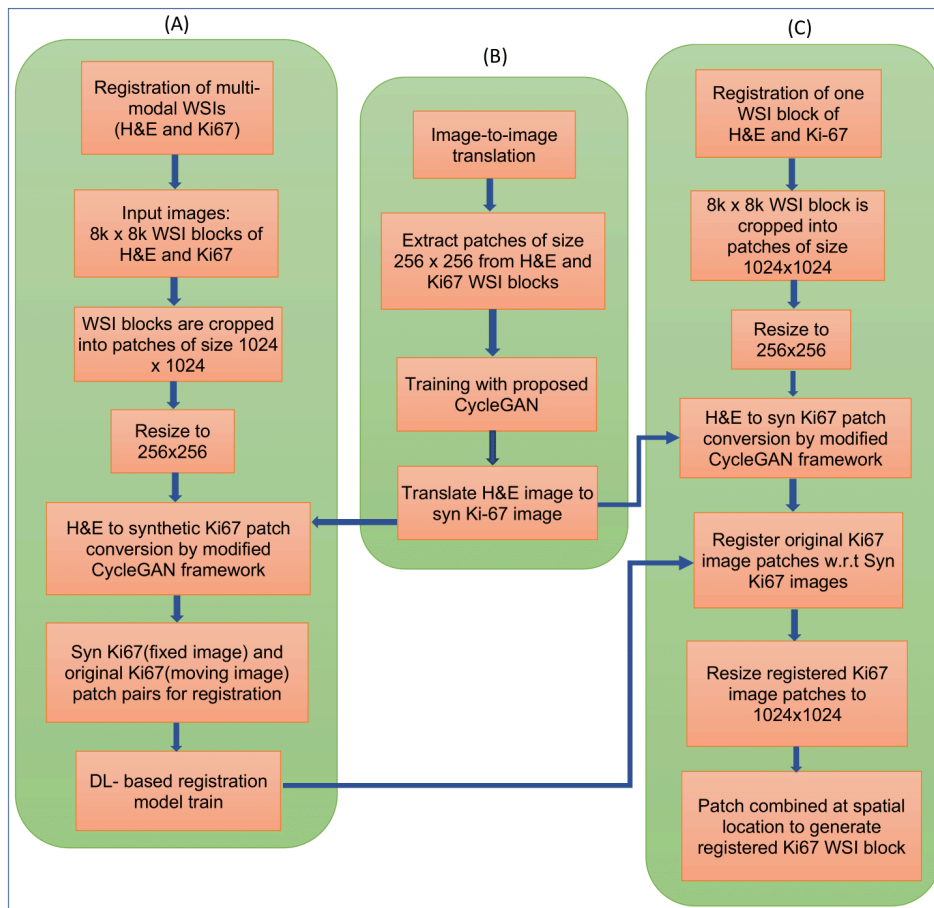 (A)
Registration of multi-
modal WSIs
(H&E and Ki67)
Input images:
8k x 8k WSI blocks of
H&E and Ki67
WSI blocks are cropped
into patches of size 1024
x 1024
Resize to
256x256
H&E to synthetic Ki67 patch
conversion by modified
CycleGAN framework
Syn Ki67(fixed image) and
original Ki67(moving image)
patch pairs for registration
DL- based registration
model train
(B)
Image-to-image
translation
Extract patches of size
256 x 256 from H&E and
Ki67 WSI blocks
Training with proposed
CycleGAN
Translate H&E image to
syn Ki-67 image
(C)
Registration of one
WSI block of
H&E and Ki-67
8k x 8k WSI block is
cropped into
patches of size
1024x1024
Resize to
256x256
H&E to syn Ki67 patch
conversion by modified
CycleGAN framework
Register original Ki67
image patches w.r.t Syn
Ki67 images
Resize registered Ki67
image patches to
1024x1024
Patch combined at spatial
location to generate
registered Ki67 WSI block